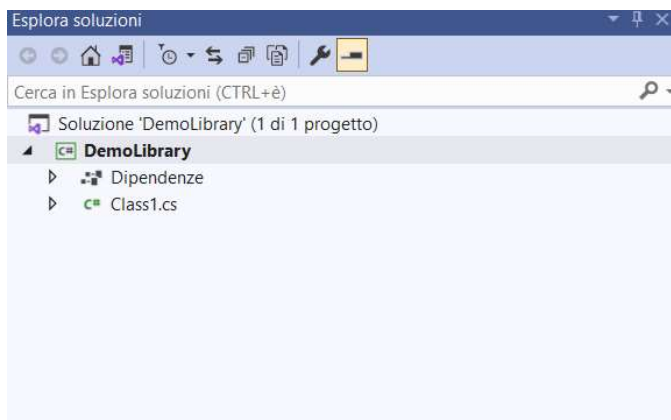 Esplora soluzioni
Cerca in Esplora soluzioni (CTRL+è)
Soluzione 'DemoLibrary' (1 di 1 progetto)
C# DemoLibrary
Dipendenze
C# Class1.cs